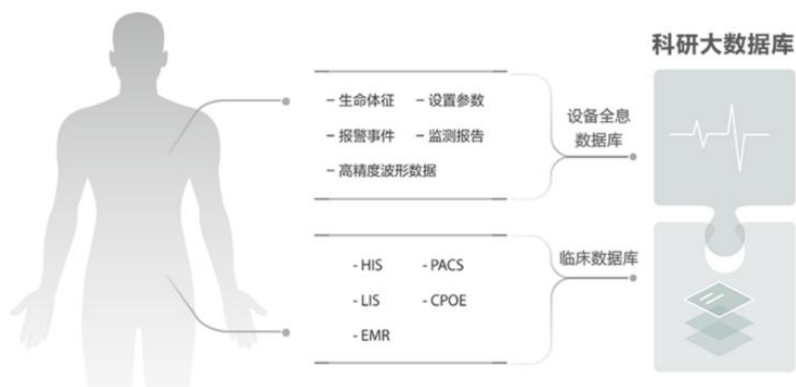 科研大数据库
- 生命体征 - 设置参数
- 报警事件 - 监测报告
- 高精度波形数据
设备全息
数据库
- HIS - PACS
- LIS - CPOE
- EMR
临床数据库